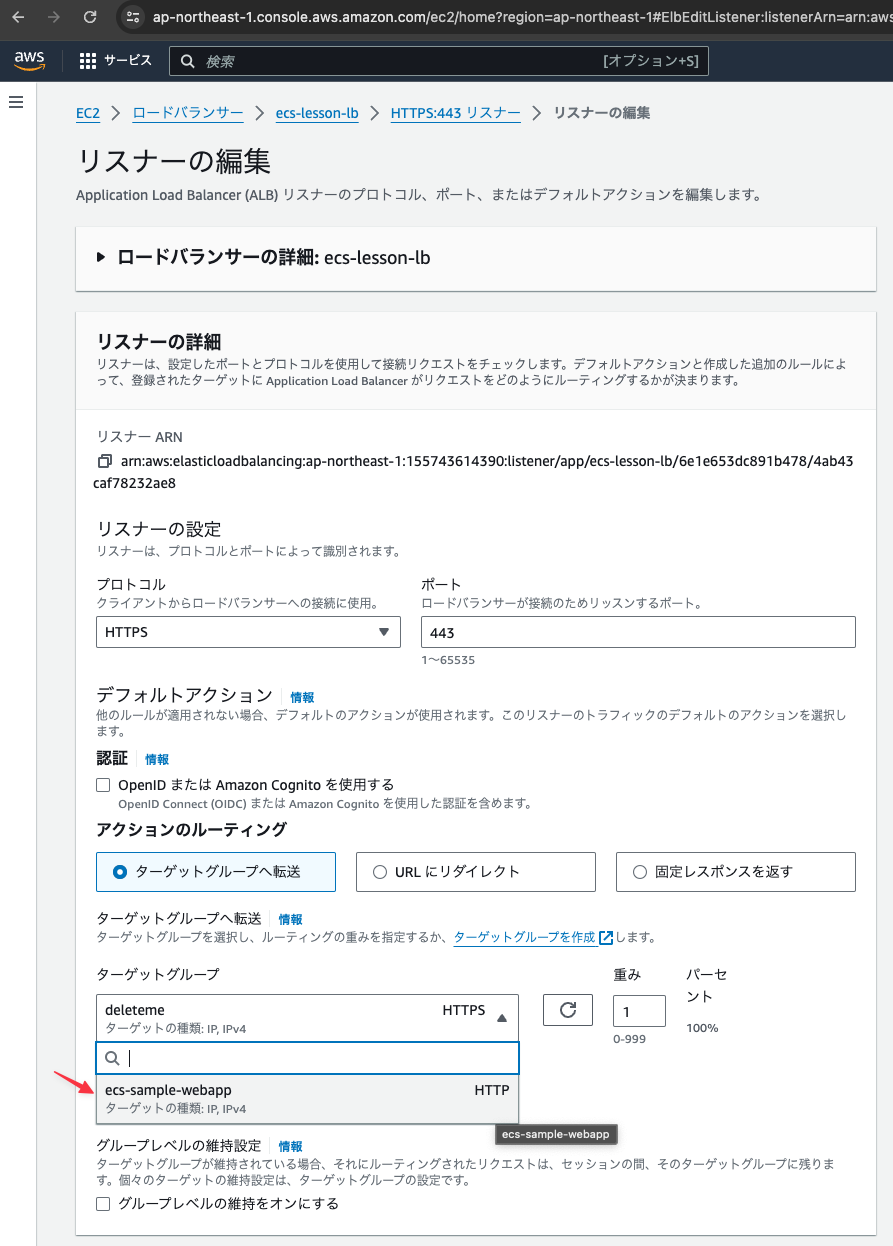 ap-northeast-1.console.aws.amazon.com/ec2/home?region=ap-northeast-1#ElbEditListener:listenerArn=arn:aws
aws サービス 検索 [オプション+S]
EC2 > ロードバランサー > ecs-lesson-lb > HTTPS:443 リスナー > リスナーの編集
リスナーの編集
Application Load Balancer (ALB) リスナーのプロトコル、ポート、またはデフォルトアクションを編集します。
ロードバランサーの詳細: ecs-lesson-lb
リスナーの詳細
リスナーは、設定したポートとプロトコルを使用して接続リクエストをチェックします。デフォルトアクションと作成した追加のルールによ
って、登録されたターゲットに Application Load Balancer がリクエストをどのようにルーティングするかが決まります。
リスナー ARN
arn:aws:elasticloadbalancing:ap-northeast-1:155743614390:listener/app/ecs-lesson-lb/6e1e653dc891b478/4ab43
caf78232ae8
リスナーの設定
リスナーは、プロトコルとポートによって識別されます。
プロトコル
クライアントからロードバランサーへの接続に使用。
HTTPS
ポート
ロードバランサーが接続のためリッスンするポート。
443
1～65535
デフォルトアクション 情報
他のルールが適用されない場合、デフォルトのアクションが使用されます。このリスナーのトラフィックのデフォルトのアクションを選択し
ます。
認証 情報
OpenID または Amazon Cognito を使用する
OpenID Connect (OIDC) または Amazon Cognito を使用した認証を含めます。
アクションのルーティング
ターゲットグループへ転送 URL にリダイレクト 固定レスポンスを返す
ターゲットグループへ転送 情報
ターゲットグループを選択し、ルーティングの重みを指定するか、ターゲットグループを作成 します。
ターゲットグループ
deleteme HTTPS
ターゲットの種類: IP, IPv4
重み
1
0-999
パーセ
ント
100%
ecs-sample-webapp HTTP
ターゲットの種類: IP, IPv4
ecs-sample-webapp
グループレベルの維持設定 情報
ターゲットグループが維持されている場合、それにルーティングされたリクエストは、セッションの間、そのターゲットグループに残りま
す。個々のターゲットの維持設定は、ターゲットグループの設定です。
グループレベルの維持をオンにする